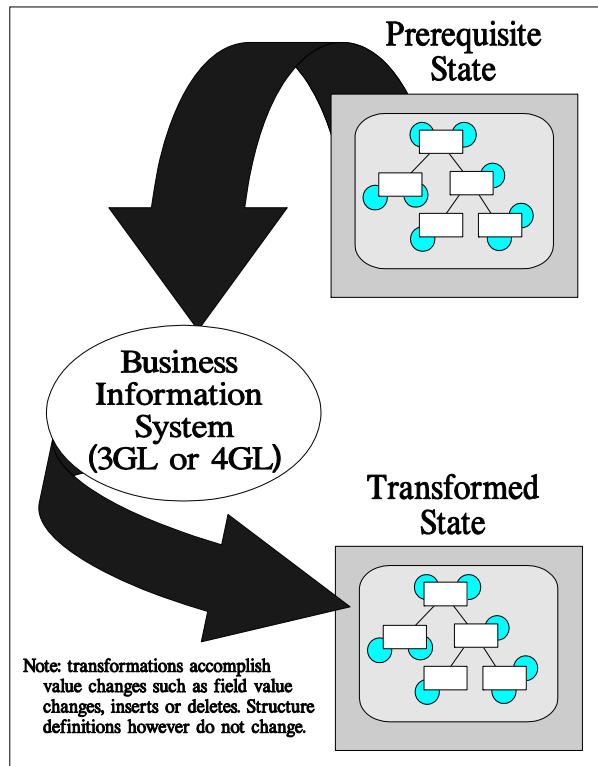 Prerequisite
State
Business
Information
System
(3GL or 4GL)
Transformed
State
Note: transformations accomplish
value changes such as field value
changes, inserts or deletes. Structure
definitions however do not change.